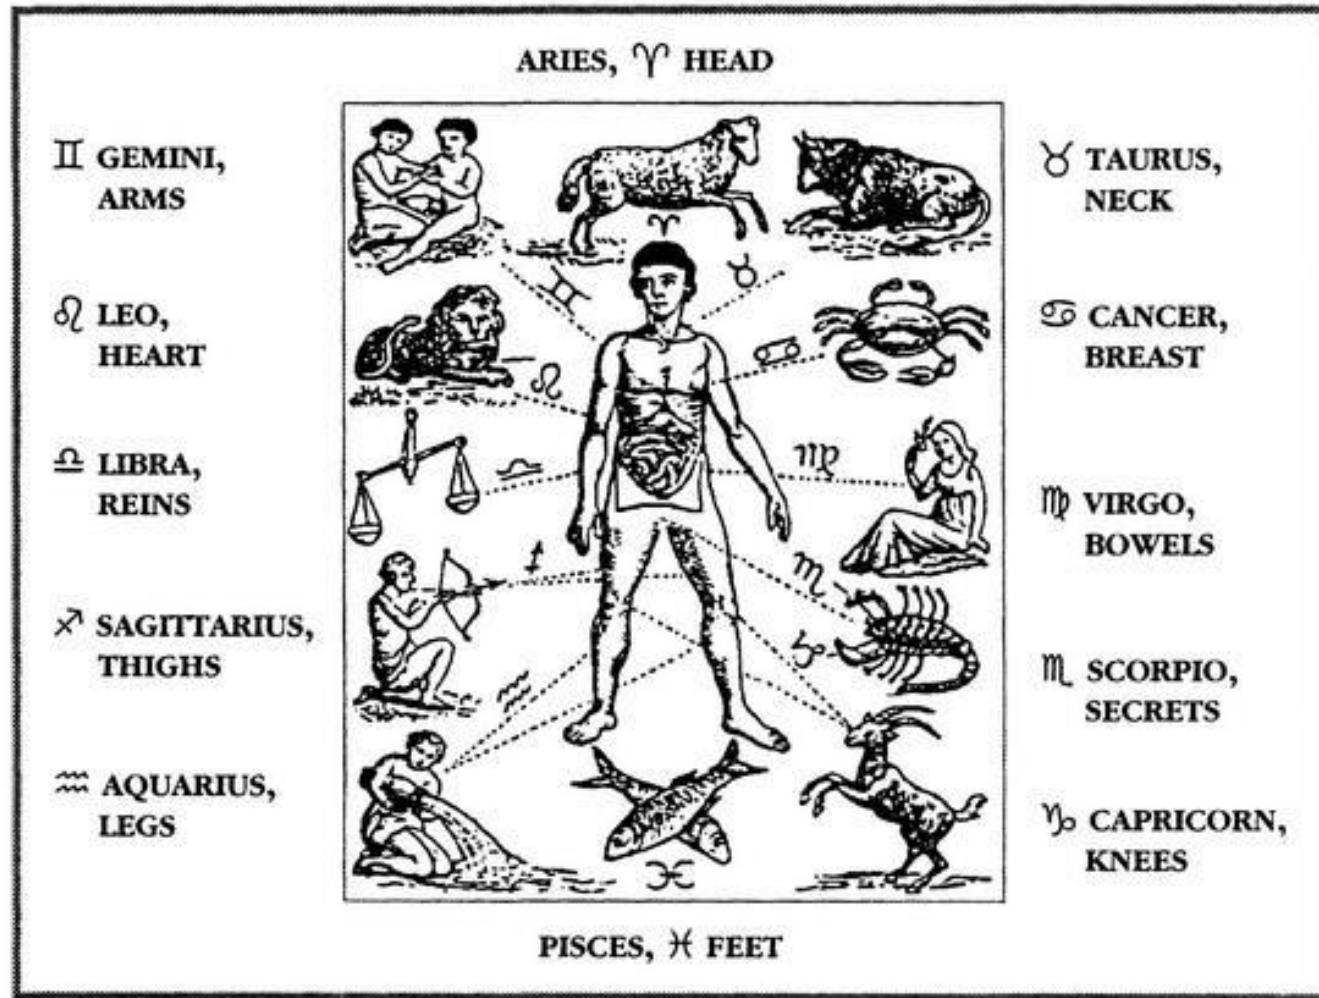 ARIES, ♈ HEAD
♊ GEMINI,
ARMS
♌ LEO,
HEART
♎ LIBRA,
REINS
♐ SAGITTARIUS,
THIGHS
♒ AQUARIUS,
LEGS
♉ TAURUS,
NECK
♋ CANCER,
BREAST
♍ VIRGO,
BOWELS
♏ SCORPIO,
SECRETS
♑ CAPRICORN,
KNEES
PISCES, ♓ FEET